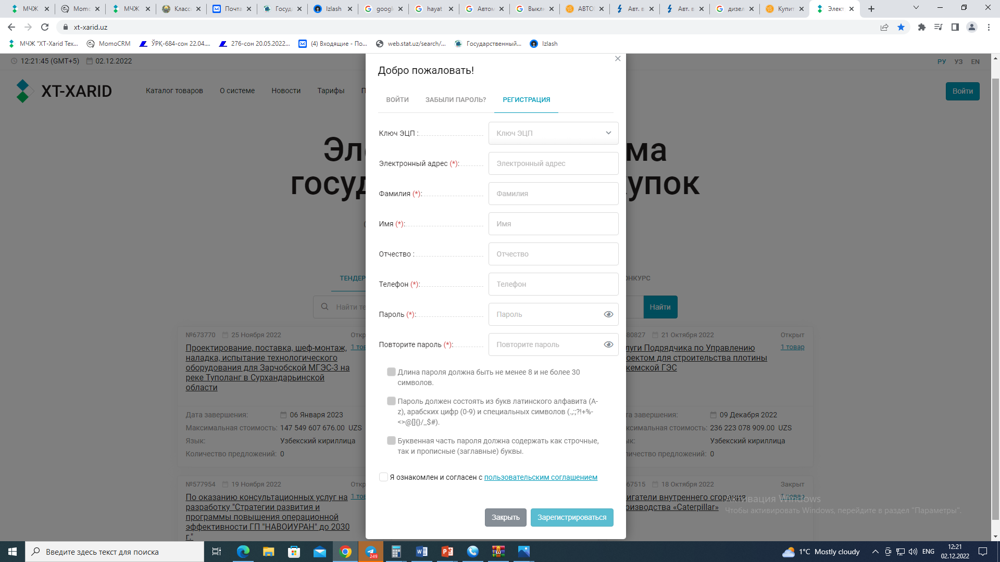 МЧЖ
Momc
МЧЖ
Класс
Почта
Госуд
Izlash
googl
hayat
Автом
Выкл
АВТО
Авт. в
Авт. в
дизел
Купит
Элект
xt-xarid.uz
МЧЖ "XT-Xarid Tex...
MomoCRM
ЎРҚ-684-сон 22.04....
276-сон 20.05.2022...
(4) Входящие - По...
web.stat.uz/search/...
Государственный...
Izlash
12:21:45 (GMT+5) 02.12.2022
РУ УЗ EN
XT-XARID
Каталог товаров О системе Новости Тарифы П
Войти
Добро пожаловать!
ВОЙТИ ЗАБЫЛИ ПАРОЛЬ? РЕГИСТРАЦИЯ
Ключ ЭЦП : Ключ ЭЦП
Электронный адрес (*): Электронный адрес
Фамилия (*): Фамилия
Имя (*): Имя
Отчество : Отчество
Телефон (*): Телефон
Пароль (*): Пароль
Повторите пароль (*): Повторите пароль
Длина пароля должна быть не менее 8 и не более 30
символов.
Пароль должен состоять из букв латинского алфавита (A-
z), арабских цифр (0-9) и специальных символов (.,:;?!+%-
<>@[]{}/_$#).
Буквенная часть пароля должна содержать как строчные,
так и прописные (заглавные) буквы.
Я ознакомлен и согласен с пользовательским соглашением
Закрыть Зарегистрироваться
Эле ма
госуд купок
ТЕНДЕР ОНКУРС
Найти те Найти
№673770 25 Ноября 2022 Откр
Проектирование, поставка, шеф-монтаж, 1 тов
наладка, испытание технологического
оборудования для Зарчобской МГЭС-3 на
реке Туполанг в Сурхандарьинской
области
Дата завершения: 06 Января 2023
Максимальная стоимость: 147 549 607 676.00 UZS
Язык: Узбекский кириллица
Количество предложений: 0
80827 21 Октября 2022 Открыт
луги Подрядчика по Управлению 1 товар
оектом для строительства плотины
кемской ГЭС
та завершения: 09 Декабря 2022
ксимальная стоимость: 236 223 078 909.00 UZS
ык: Узбекский кириллица
личество предложений: 0
№577954 19 Ноября 2022 Откр
По оказанию консультационных услуг на 1 тов
разработку "Стратегии развития и
программы повышения операционной
эффективности ГП "НАВОИУРАН" до 2030
г."
67515 18 Октября 2022 Закрыт
игатели внутреннего сгорания 1 товар
оизводства «Caterpillar»
Активация Windows
Чтобы активировать Windows, перейдите в раздел "Параметры".
Введите здесь текст для поиска
249
1°C Mostly cloudy
ENG
12:21
02.12.2022